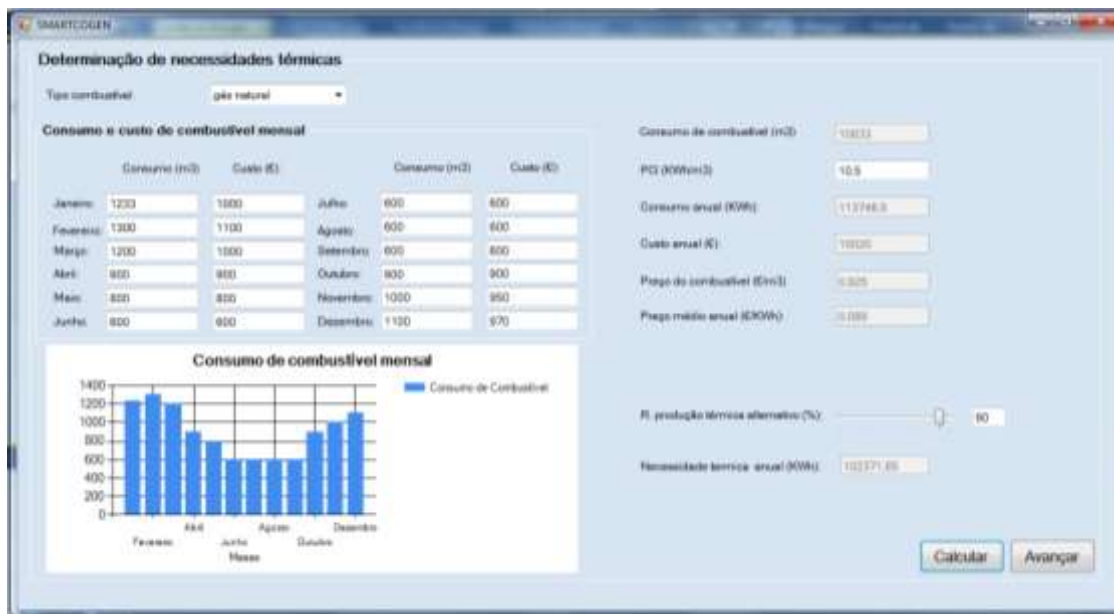 SMARTCOGEN
Determinação de necessidades térmicas
Tipo combustível gás natural
Consumo e custo de combustível mensal
Consumo (m3) Custo (€) Consumo (m3) Custo (€)
Janeiro: 1233 1000 Julho: 600 600
Fevereiro: 1300 1100 Agosto: 600 600
Março: 1200 1000 Setembro: 600 600
Abril: 900 Outubro: 900 900
Maio: 800 800 Novembro: 1000 950
Junho: 600 600 Dezembro: 1100 970
Consumo de combustível (m3)
PCI (KWh/m3) 10.5
Consumo anual (KWh)
Custo anual (€)
Preço do combustível (€/m3)
Preço médio anual (€/KWh)
R. produção térmica alternativo (%): 90
Necessidade termica anual (KWh): 102371.85
Calcular Avançar
Consumo de combustível mensal
Consumo de Combustível
1400
1200
1000
800
600
400
200
0
Abril Agosto Dezembro
Fevereiro Junho Outubro
Meses